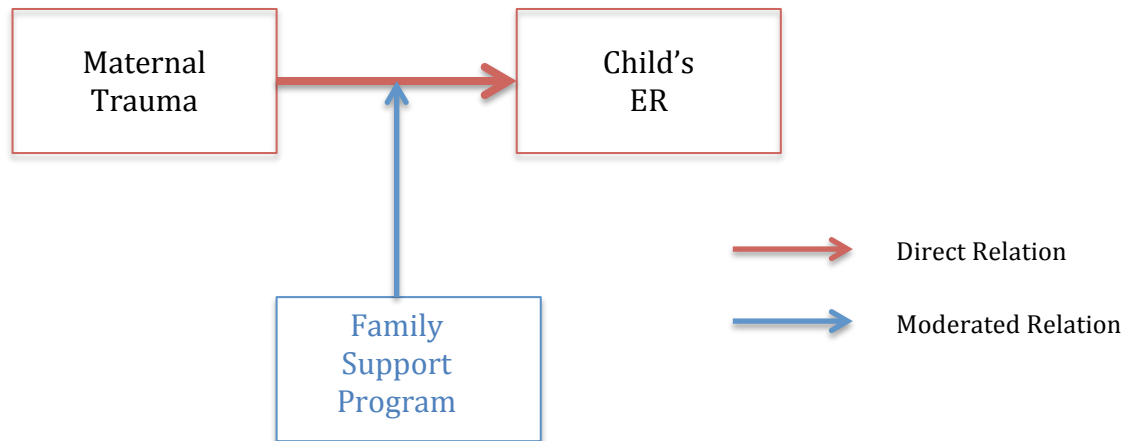 Maternal
Trauma
Child’s
ER
Direct Relation
Moderated Relation
Family
Support
Program